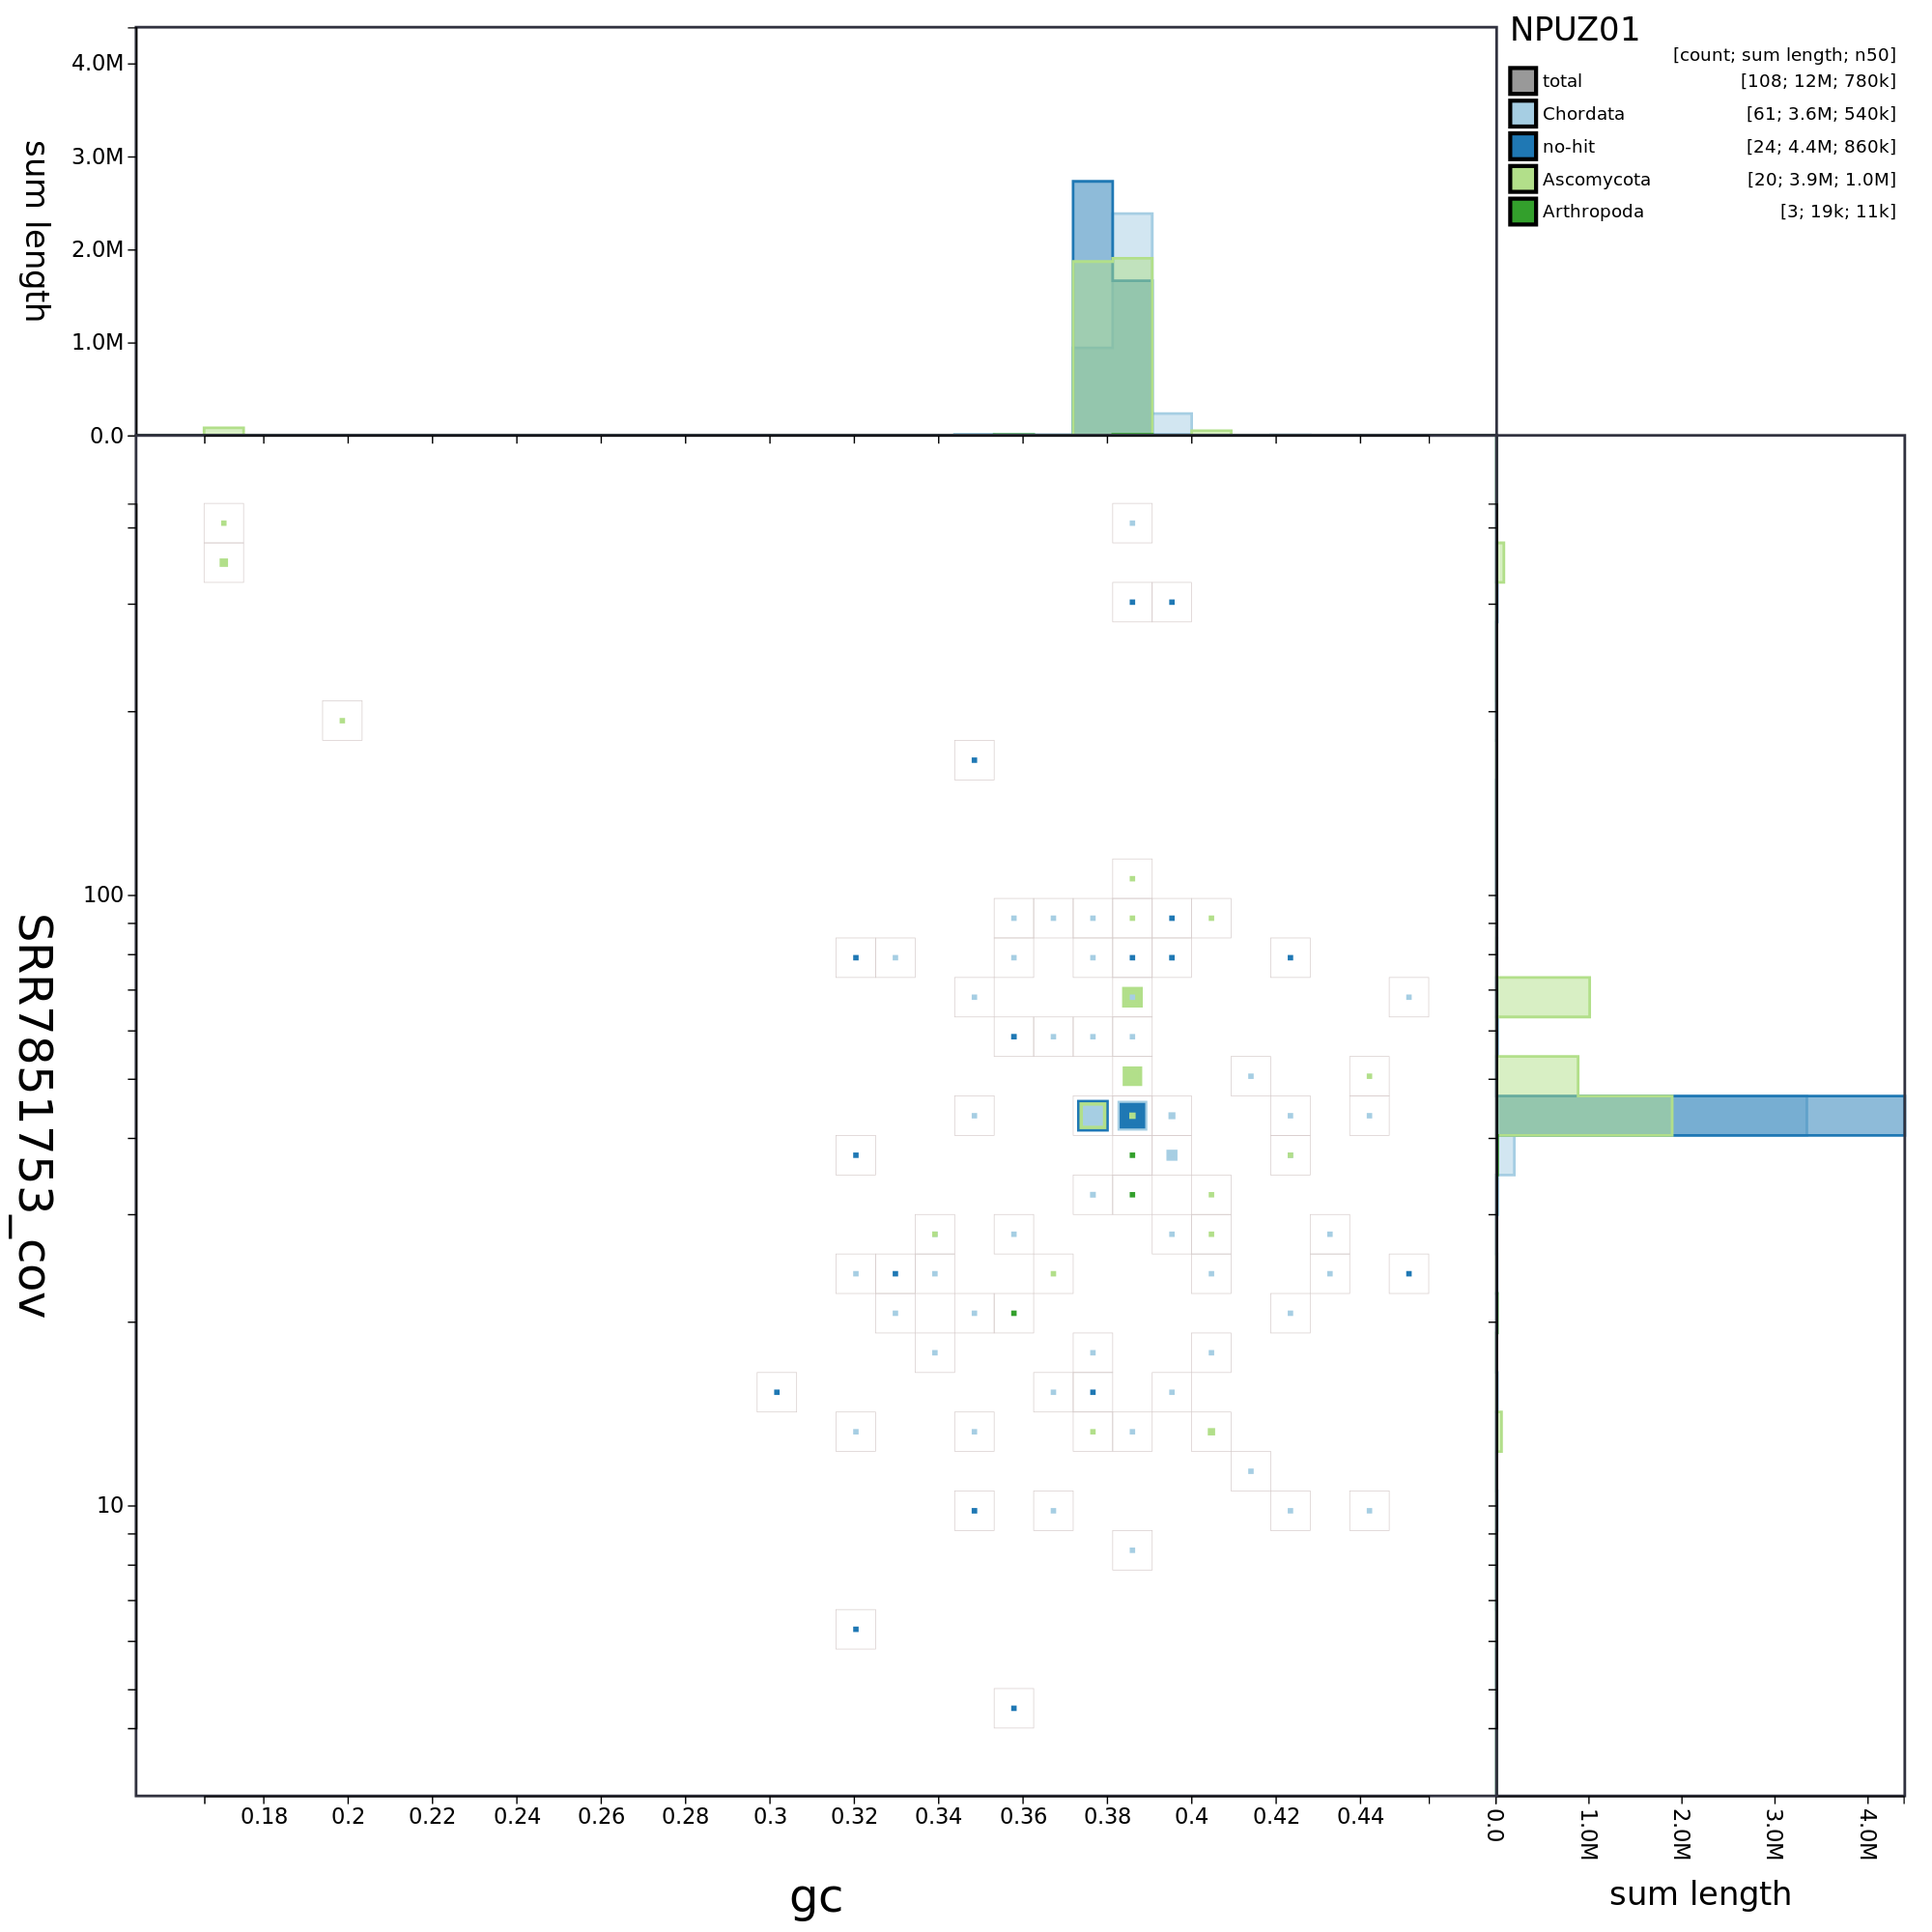 NPUZ01
[count; sum length; n50]
total [108; 12M; 780k]
Chordata [61; 3.6M; 540k]
no-hit [24; 4.4M; 860k]
Ascomycota [20; 3.9M; 1.0M]
Arthropoda [3; 19k; 11k]
sum length
4.0M
3.0M
2.0M
1.0M
0.0
SRR7851753_cov
100
10
0.18 0.2 0.22 0.24 0.26 0.28 0.3 0.32 0.34 0.36 0.38 0.4 0.42 0.44
gc
0.0 1.0M 2.0M 3.0M 4.0M
sum length